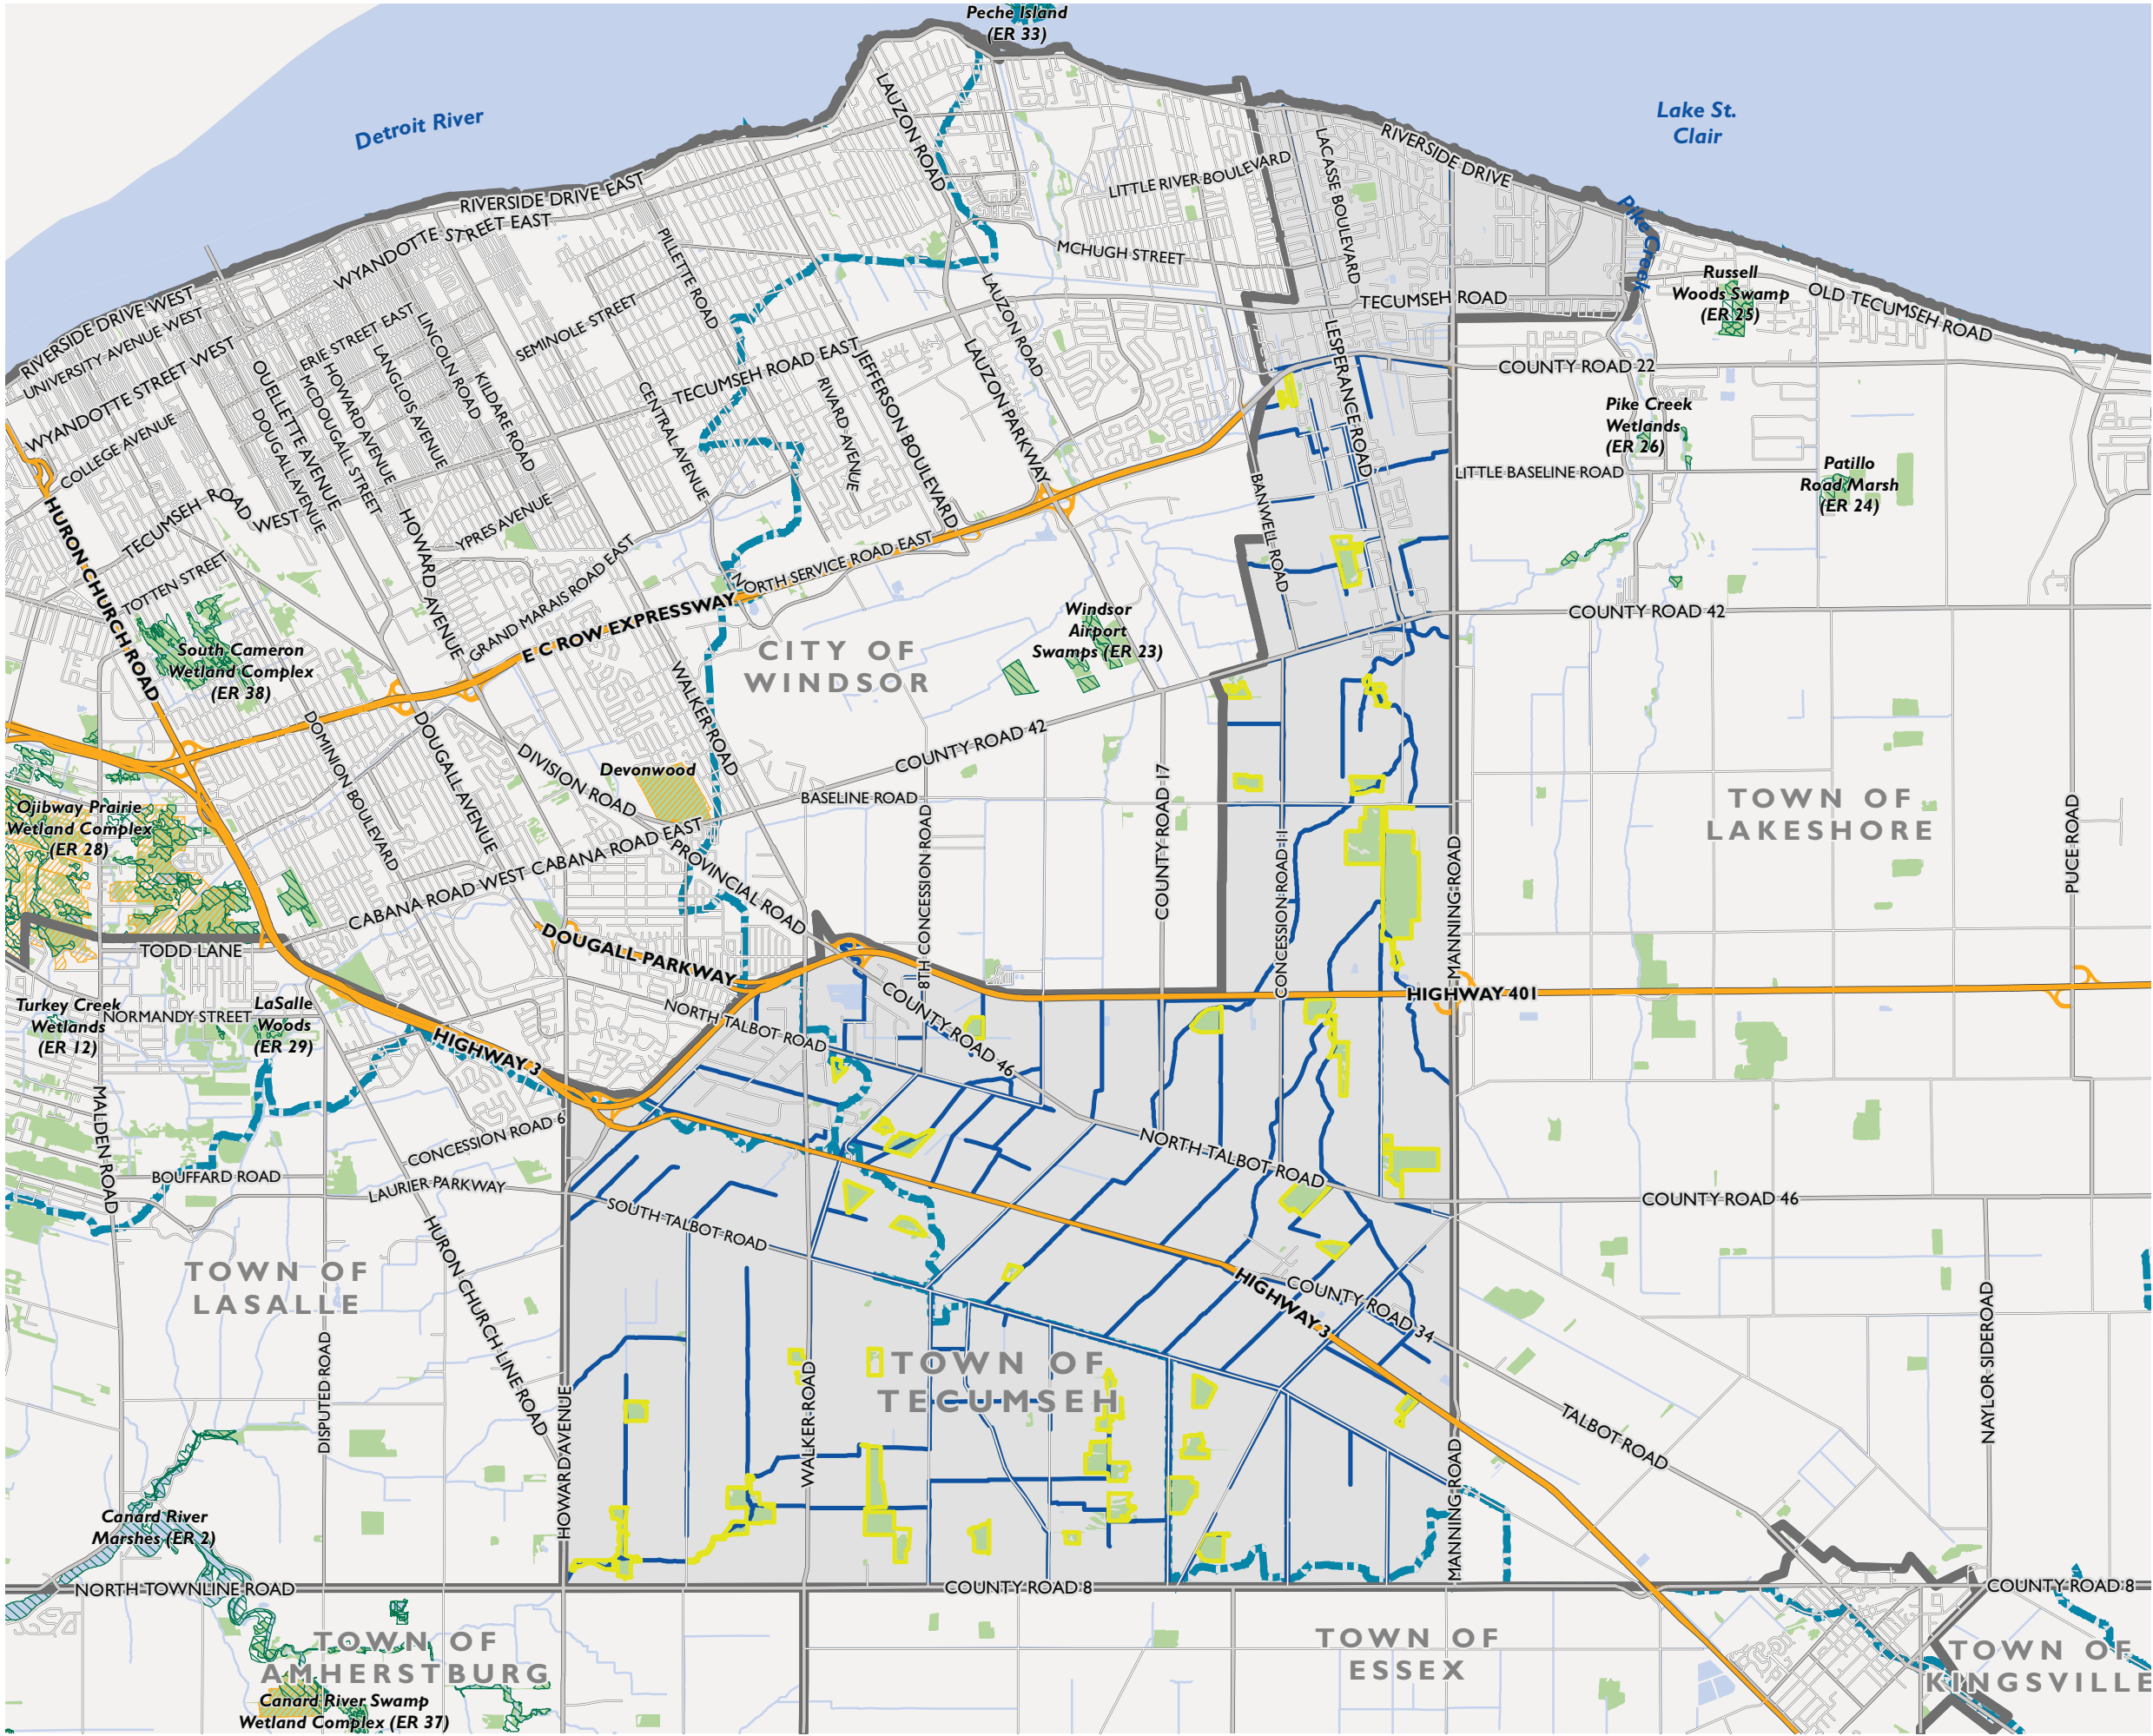 Peche Island
(ER 33)
Detroit River
Lake St.
Clair
LAUZON ROAD
RIVERSIDE DRIVE
LACASSE BOULEVARD
LITTLE RIVER BOULEVARD
RIVERSIDE DRIVE EAST
WYANDOTTE STREET EAST
Pike Creek
PILLETTE ROAD
MCHUGH STREET
Russell
Woods Swamp
(ER 25)
OLD TECUMSEH ROAD
TECUMSEH ROAD
RIVERSIDE DRIVE WEST
UNIVERSITY AVENUE WEST
WYANDOTTE STREET WEST
ERIE STREET EAST
LINCOLN ROAD
SEMINOLE STREET
LAUZON ROAD
LAUZON PARKWAY
LESPERANCE ROAD
TECUMSEH ROAD EAST
JEFFERSON BOULEVARD
COUNTY ROAD 22
OUELLETTE AVENUE
MCDOUGALL STREET
HOWARD AVENUE
LANGLOIS AVENUE
KILDARE ROAD
CENTRAL AVENUE
RIVARD AVENUE
DOUGALL AVENUE
COLLEGE AVENUE
Pike Creek
Wetlands
(ER 26)
Patillo
Road Marsh
(ER 24)
LITTLE BASELINE ROAD
BANWELL ROAD
HURON CHURCH ROAD
TECUMSEH ROAD
WEST
HOWARD AVENUE
YPRES AVENUE
TOTTEN STREET
GRAND MARAIS ROAD EAST
NORTH SERVICE ROAD EAST
E C ROW EXPRESSWAY
Windsor
Airport
Swamps (ER 23)
COUNTY ROAD 42
South Cameron
Wetland Complex
(ER 38)
CITY OF
WINDSOR
WALKER ROAD
DOMINION BOULEVARD
DOUGALL AVENUE
DIVISION ROAD
COUNTY ROAD 42
Devonwood
BASELINE ROAD
COUNTY ROAD 17
TOWN OF
LAKESHORE
PUCE ROAD
Ojibway Prairie
Wetland Complex
(ER 28)
CABANA ROAD WEST
CABANA ROAD EAST
PROVINCIAL ROAD
8TH CONCESSION ROAD
CONCESSION ROAD 11
MANNING ROAD
TODD LANE
DOUGALL PARKWAY
HIGHWAY 401
Turkey Creek
Wetlands
(ER 12)
NORMANDY STREET
LaSalle
Woods
(ER 29)
NORTH TALBOT ROAD
COUNTY ROAD 46
HIGHWAY 3
MALDEN ROAD
CONCESSION ROAD 6
NORTH TALBOT ROAD
BOUFFARD ROAD
LAURIER PARKWAY
COUNTY ROAD 46
SOUTH TALBOT ROAD
HURON CHURCH LINE ROAD
TOWN OF
LASALLE
HIGHWAY 3
COUNTY ROAD 34
DISPUTED ROAD
NAYLOR SIDEROAD
TOWN OF
TECUMSEH
HOWARD AVENUE
WALKER ROAD
TALBOT ROAD
MANNING ROAD
Canard River
Marshes (ER 2)
NORTH TOWNLINE ROAD
COUNTY ROAD 8
COUNTY ROAD 8
TOWN OF
AMHERSTBURG
TOWN OF
ESSEX
TOWN OF
KINGSVILLE
Canard River Swamp
Wetland Complex (ER 37)